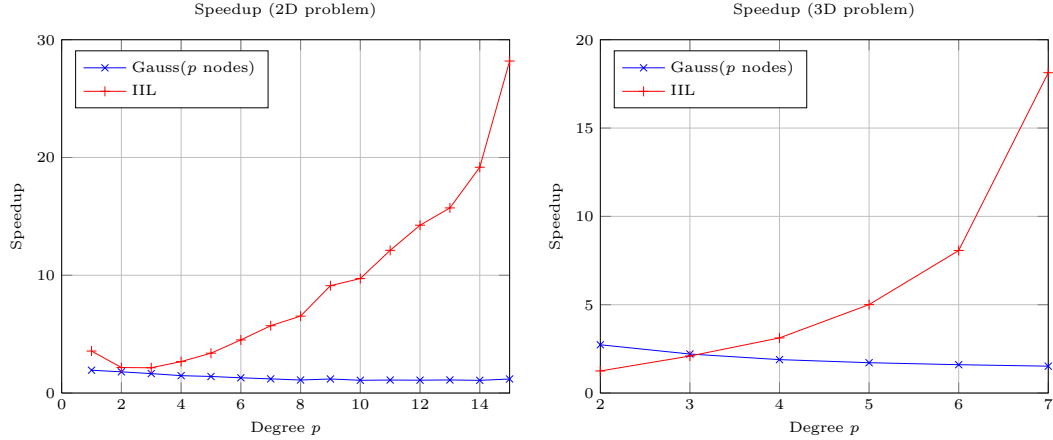 Speedup (2D problem)
30
20
10
0
Speedup
Gauss(p nodes)
IIL
0 2 4 6 8 10 12 14
Degree p
Speedup (3D problem)
20
15
10
5
0
Speedup
Gauss(p nodes)
IIL
2 3 4 5 6 7
Degree p